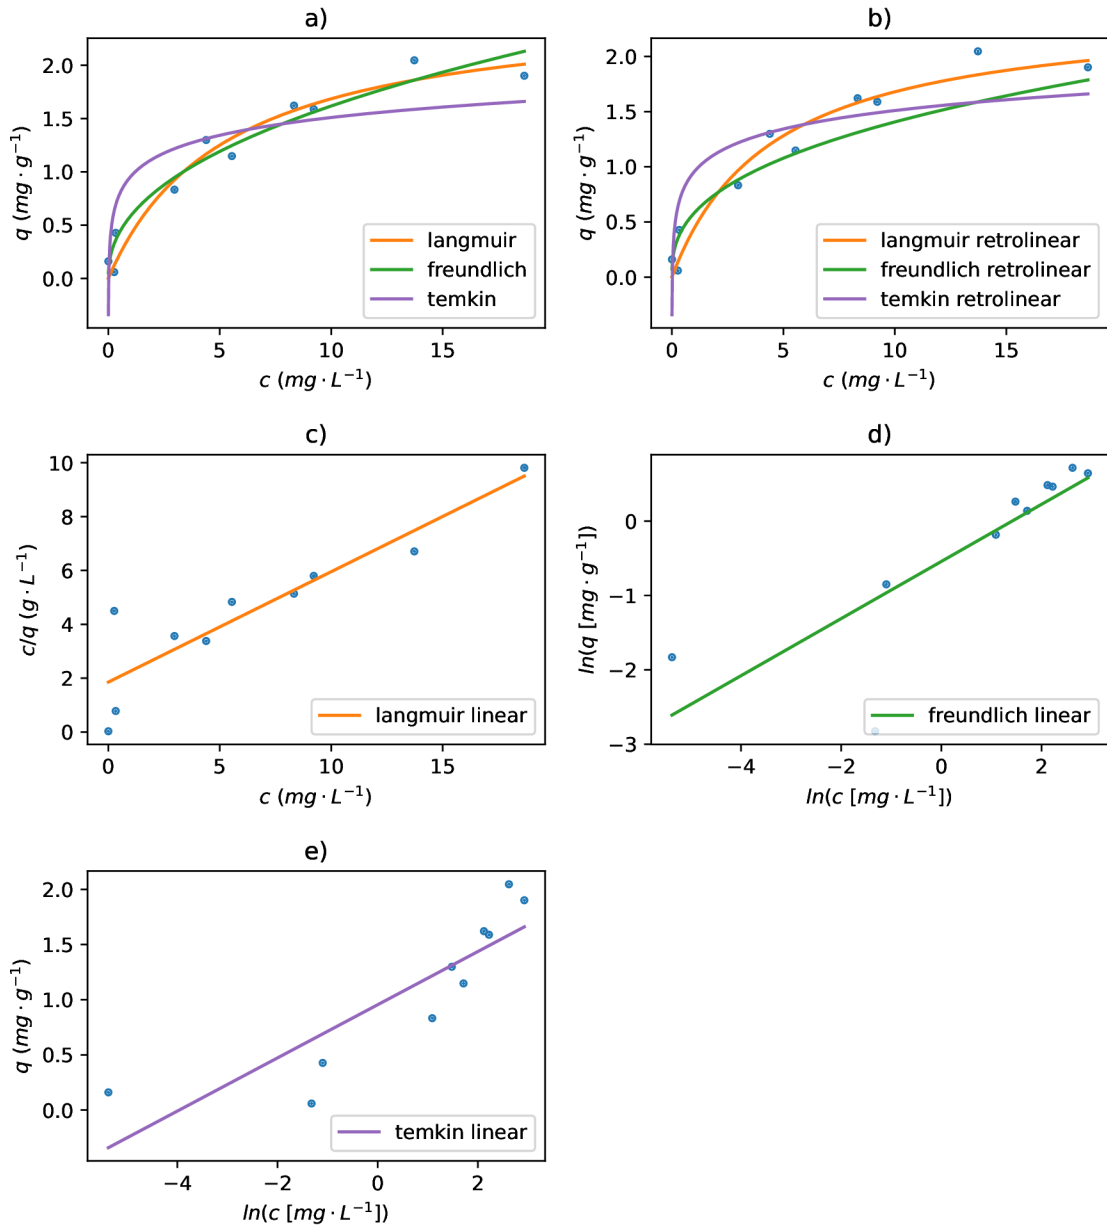 a)
q (mg · g⁻¹)
2.0
1.5
1.0
0.5
0.0
langmuir
freundlich
temkin
0 5 10 15
c (mg · L⁻¹)
b)
q (mg · g⁻¹)
2.0
1.5
1.0
0.5
0.0
langmuir retrolinear
freundlich retrolinear
temkin retrolinear
0 5 10 15
c (mg · L⁻¹)
c)
c/q (g · L⁻¹)
10
8
6
4
2
0
langmuir linear
0 5 10 15
c (mg · L⁻¹)
d)
ln(q [mg · g⁻¹])
0
−1
−2
−3
freundlich linear
−4 −2 0 2
ln(c [mg · L⁻¹])
e)
q (mg · g⁻¹)
2.0
1.5
1.0
0.5
0.0
temkin linear
−4 −2 0 2
ln(c [mg · L⁻¹])